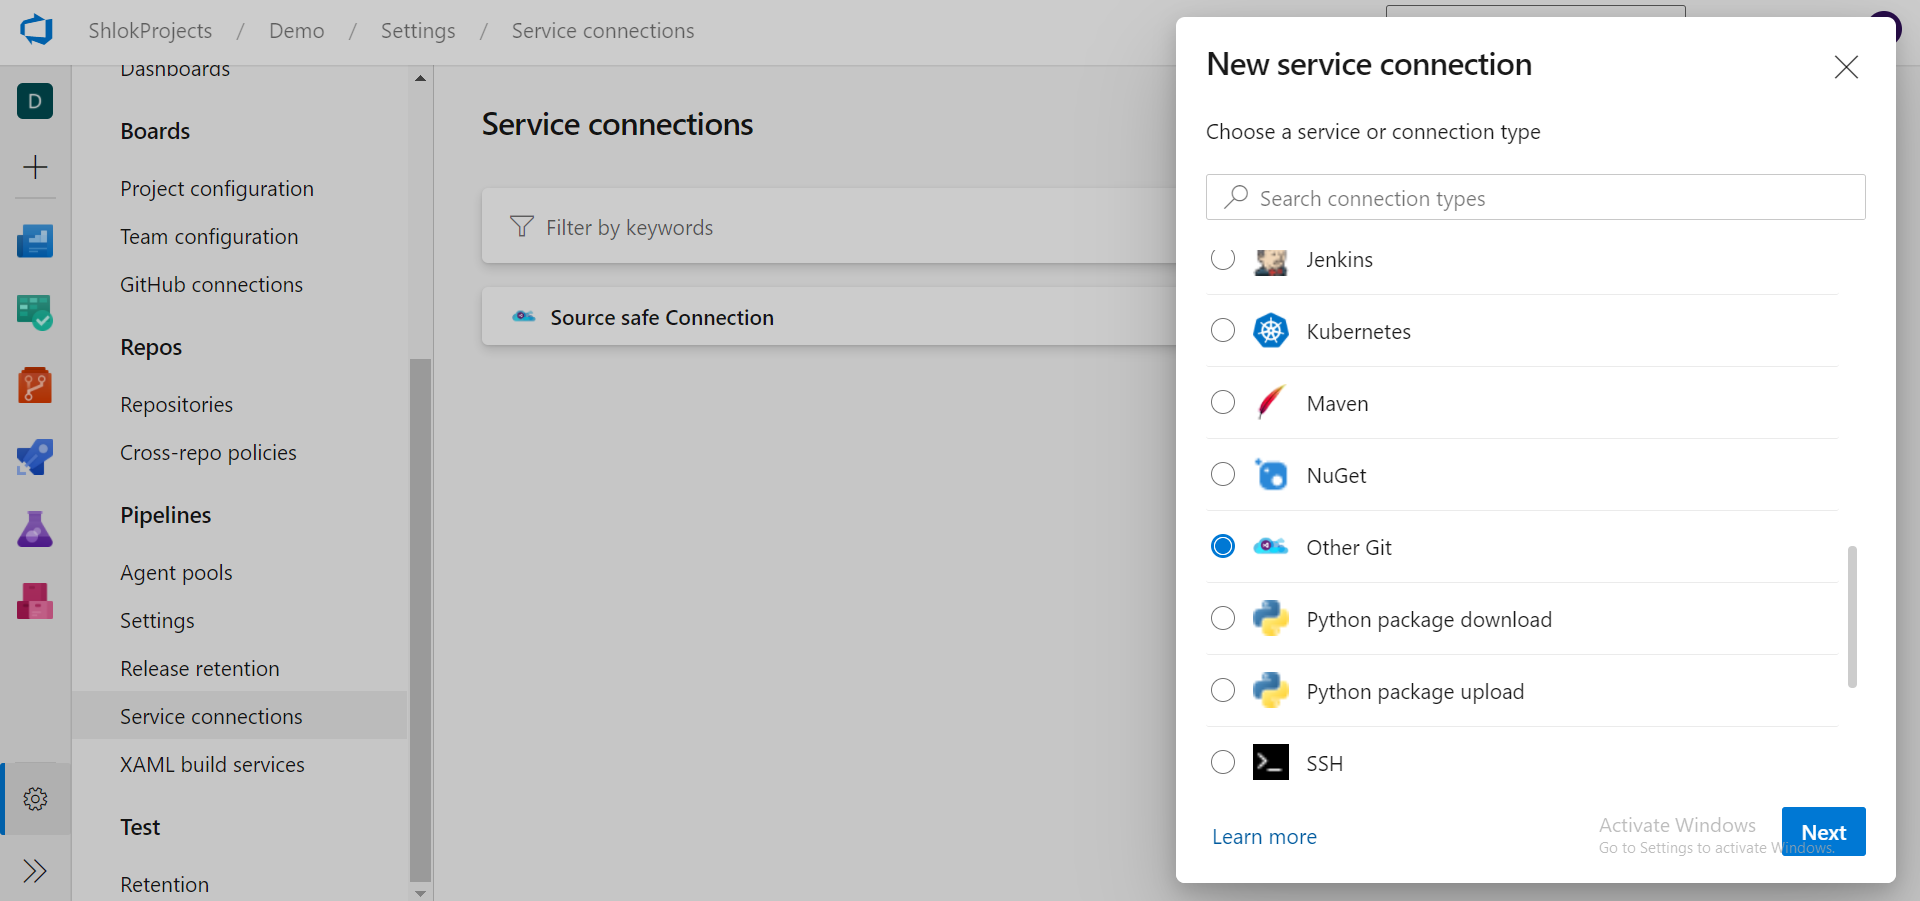 ShlokProjects / Demo / Settings / Service connections
D
Dashboards
Boards
Project configuration
Team configuration
GitHub connections
Repos
Repositories
Cross-repo policies
Pipelines
Agent pools
Settings
Release retention
Service connections
XAML build services
Test
Retention
Service connections
Filter by keywords
Source safe Connection
New service connection
Choose a service or connection type
Search connection types
Jenkins
Kubernetes
Maven
NuGet
Other Git
Python package download
Python package upload
SSH
Learn more
Activate Windows
Go to Settings to activate Windows.
Next